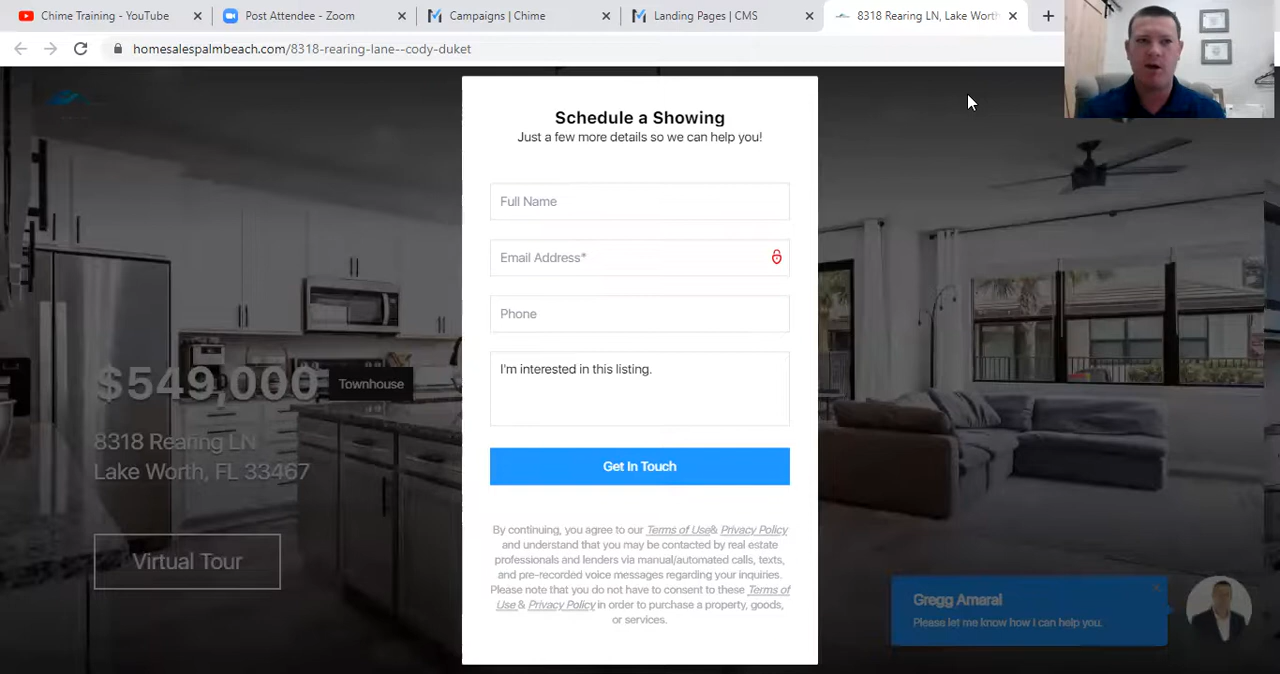 Chime Training - YouTube
Post Attendee - Zoom
Campaigns | Chime
Landing Pages | CMS
8318 Rearing LN, Lake Worth
homesalespalmbeach.com/8318-rearing-lane--cody-duket
Schedule a Showing
Just a few more details so we can help you!
Full Name
Email Address*
Phone
I'm interested in this listing.
Get In Touch
By continuing, you agree to our Terms of Use& Privacy Policy
and understand that you may be contacted by real estate
professionals and lenders via manual/automated calls, texts,
and pre-recorded voice messages regarding your inquiries.
Please note that you do not have to consent to these Terms of
Use & Privacy Policy in order to purchase a property, goods,
or services.
$549,000
Townhouse
8318 Rearing LN
Lake Worth, FL 33467
Virtual Tour
Gregg Amaral
Please let me know how I can help you.